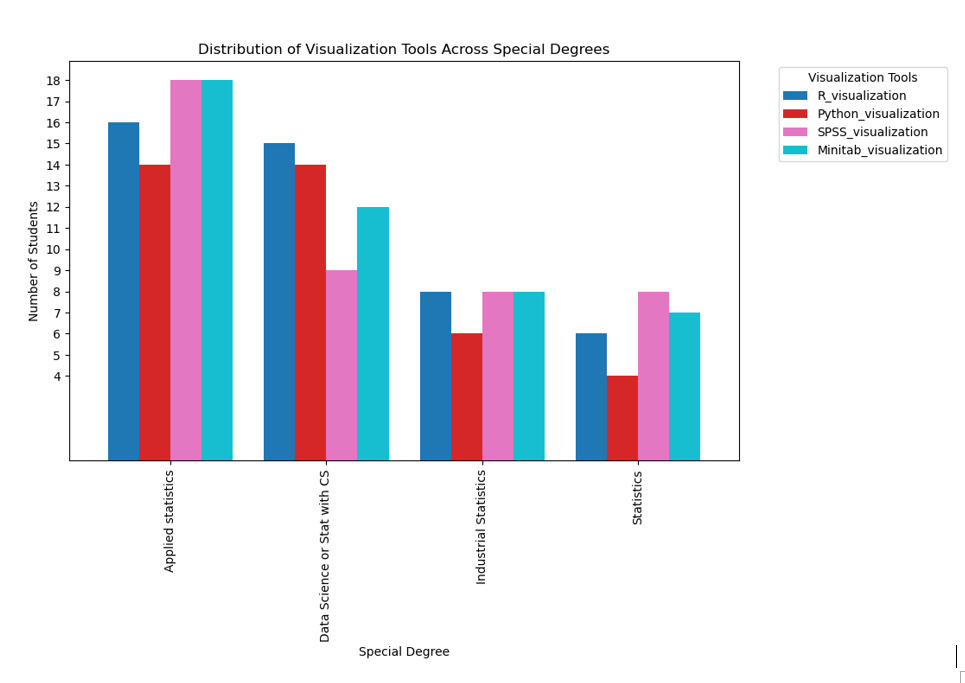 Distribution of Visualization Tools Across Special Degrees
Visualization Tools
R_visualization
Python_visualization
SPSS_visualization
Minitab_visualization
Number of Students
18
17
16
15
14
13
12
11
10
9
8
7
6
5
4
Applied statistics
Data Science or Stat with CS
Industrial Statistics
Statistics
Special Degree